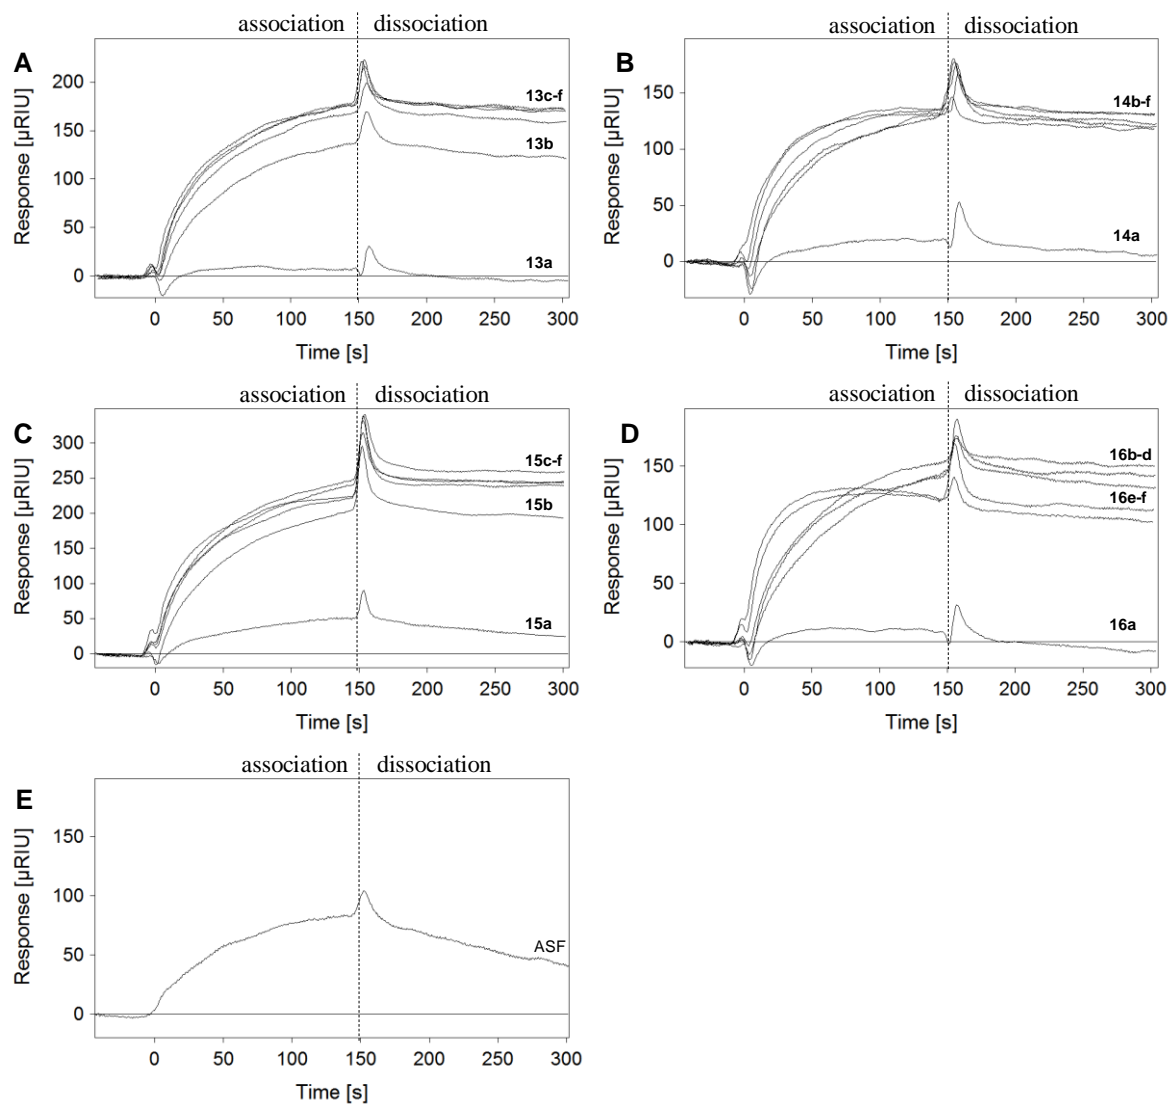 association dissociation
A
Response [µRIU]
200
150
100
50
0
13c-f
13b
13a
0 50 100 150 200 250 300
Time [s]
association dissociation
B
Response [µRIU]
150
100
50
0
14b-f
14a
0 50 100 150 200 250 300
Time [s]
association dissociation
C
Response [µRIU]
300
250
200
150
100
50
0
15c-f
15b
15a
0 50 100 150 200 250 300
Time [s]
association dissociation
D
Response [µRIU]
150
100
50
0
16b-d
16e-f
16a
0 50 100 150 200 250 300
Time [s]
association dissociation
E
Response [µRIU]
150
100
50
0
ASF
0 50 100 150 200 250 300
Time [s]